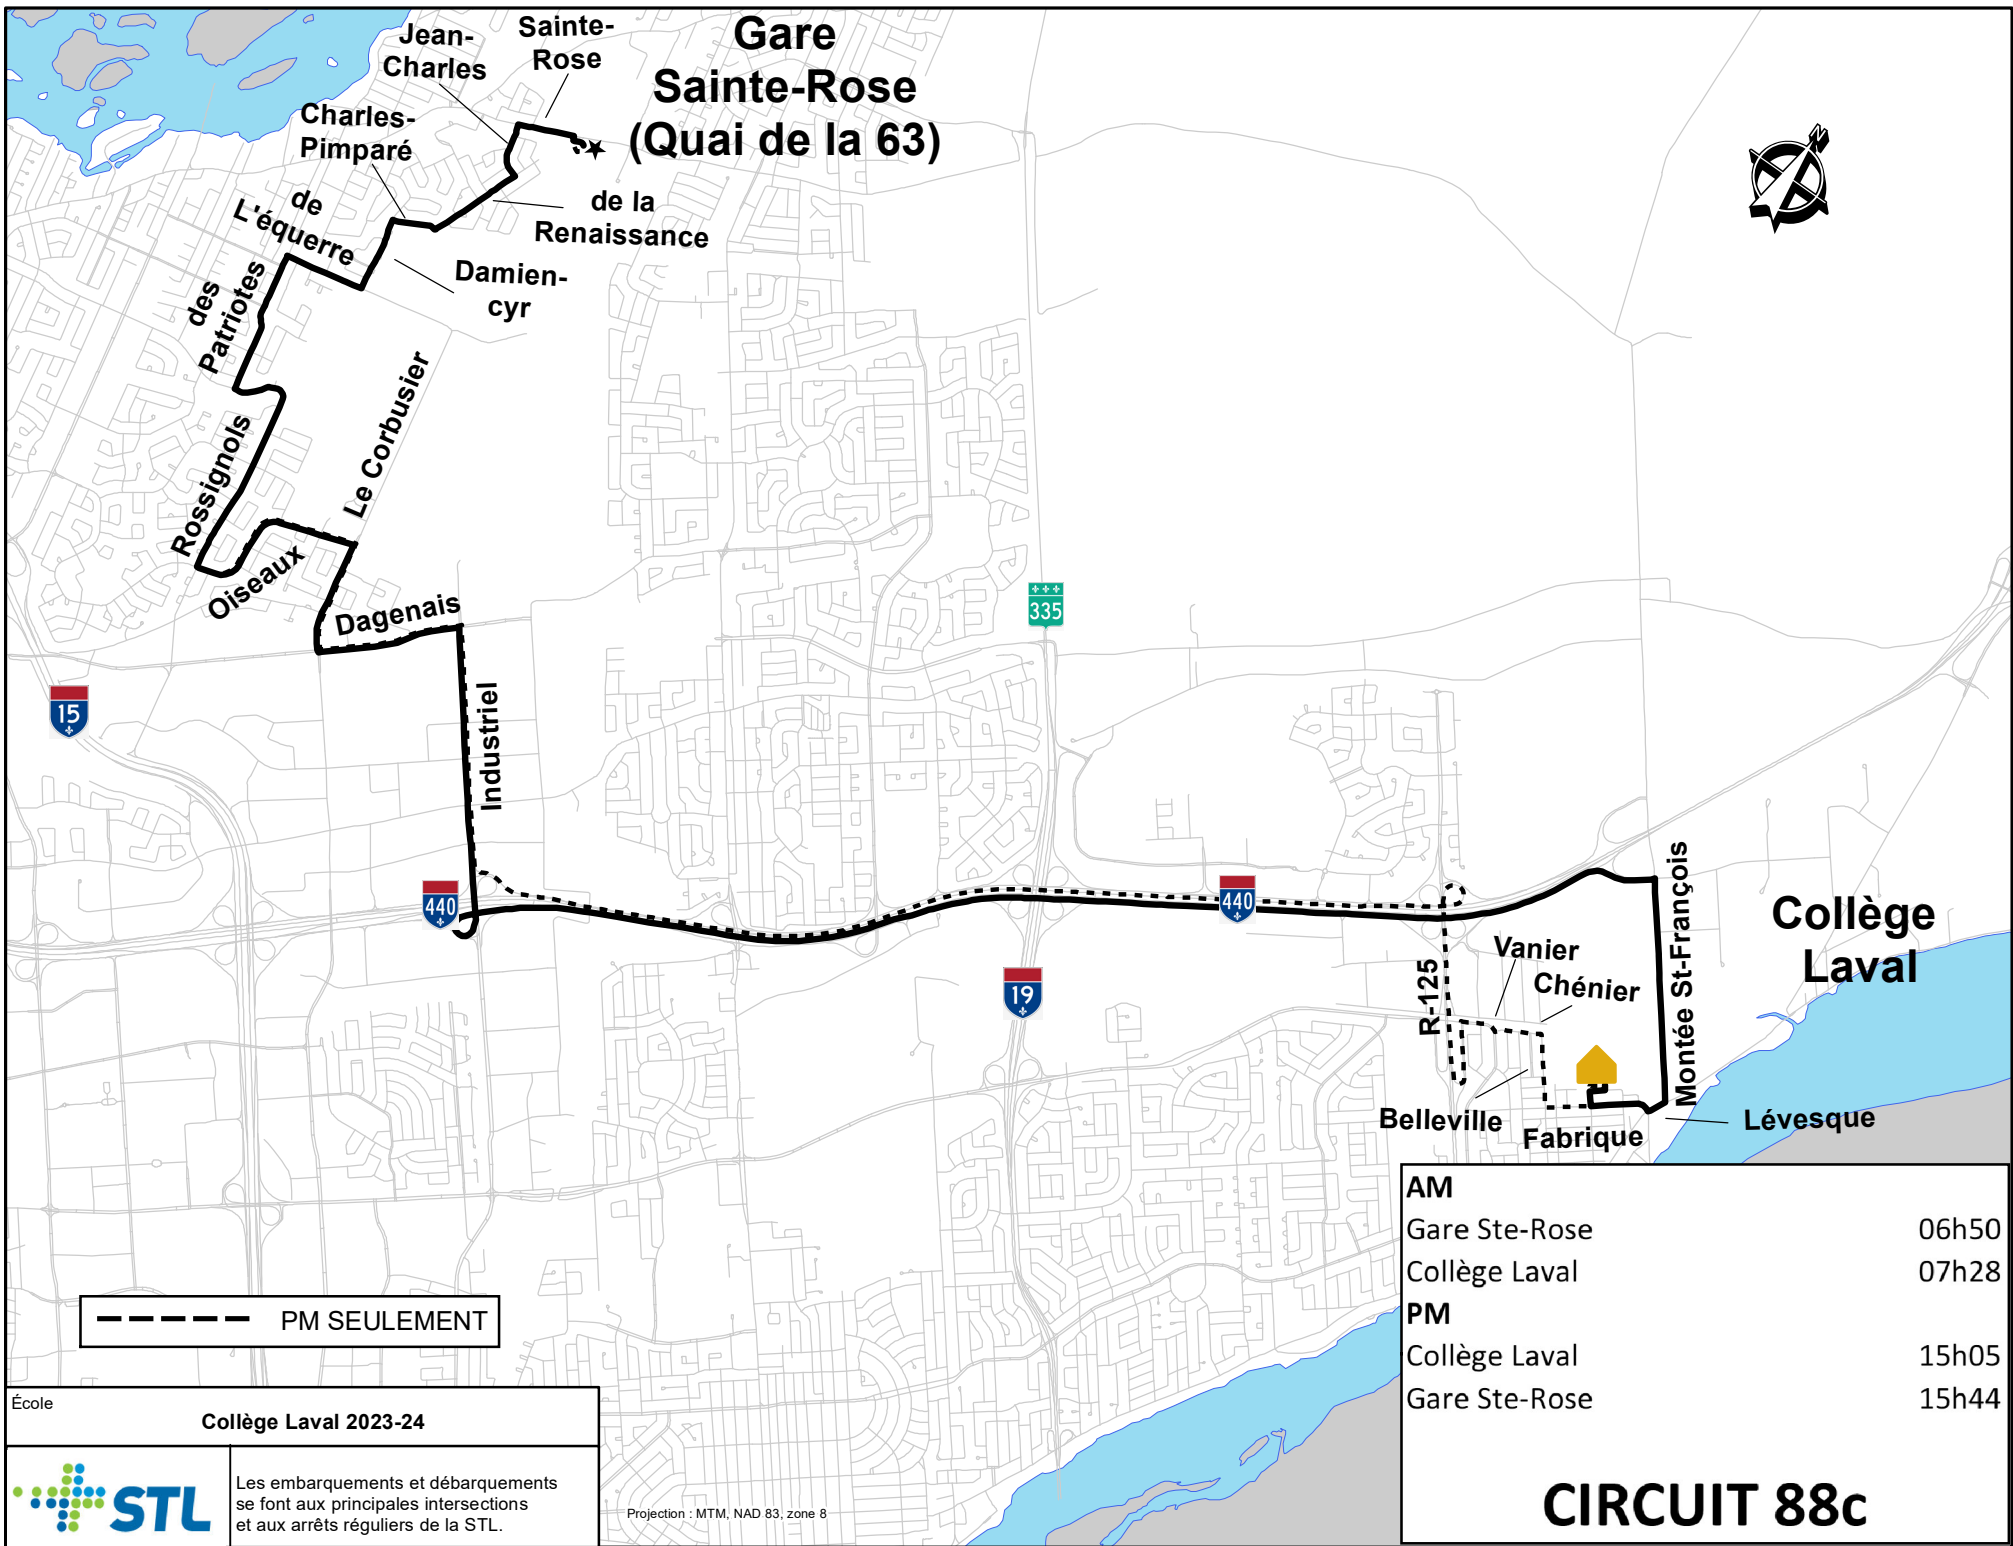 Gare
Sainte-Rose
(Quai de la 63)
Jean-
Charles
Sainte-
Rose
Charles-
Pimparé
de
L'équerre
de la
Renaissance
Damien-
cyr
des
Patriotes
Le Corbusier
Rossignols
Oiseaux
Dagenais
Industriel
15
335
440
440
19
R-125
Vanier
Chénier
Montée St-François
Collège
Laval
Belleville
Fabrique
Lévesque
N
PM SEULEMENT
AM
Gare Ste-Rose 06h50
Collège Laval 07h28
PM
Collège Laval 15h05
Gare Ste-Rose 15h44
CIRCUIT 88c
École
Collège Laval 2023-24
STL
Les embarquements et débarquements
se font aux principales intersections
et aux arrêts réguliers de la STL.
Projection : MTM, NAD 83, zone 8